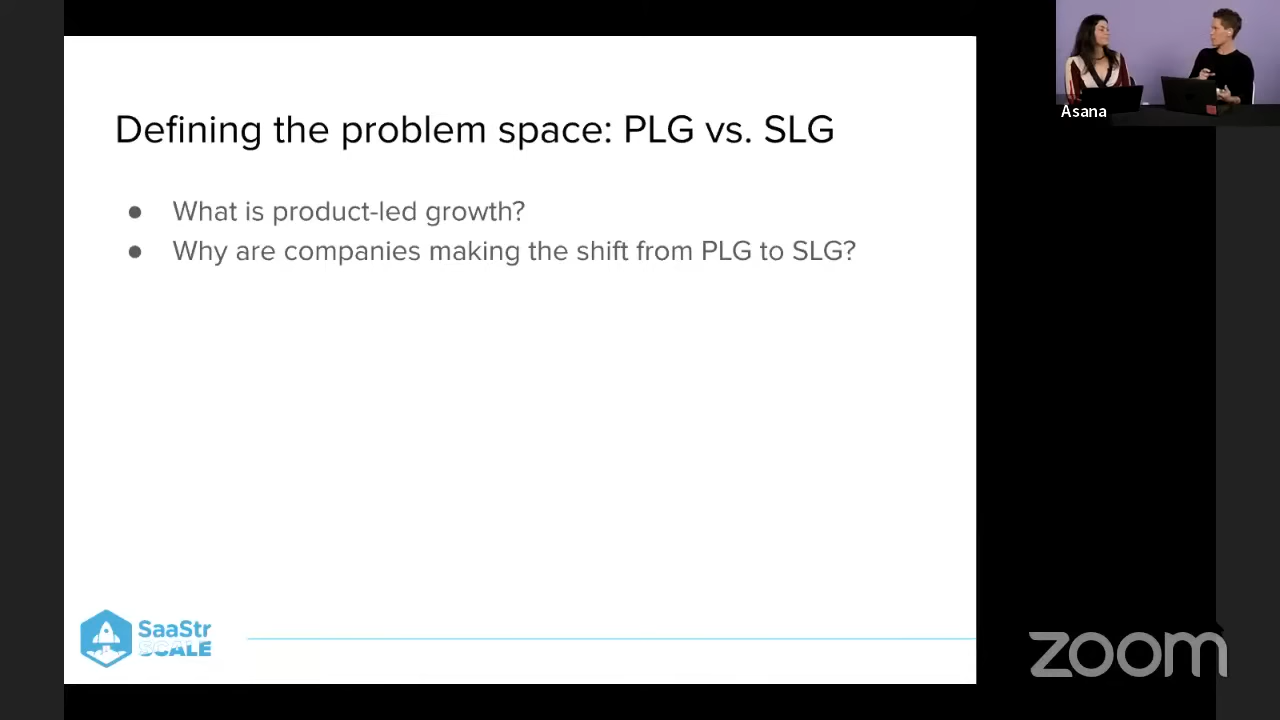 Defining the problem space: PLG vs. SLG
● What is product-led growth?
● Why are companies making the shift from PLG to SLG?
Asana
SaaStr
SCALE
zoom